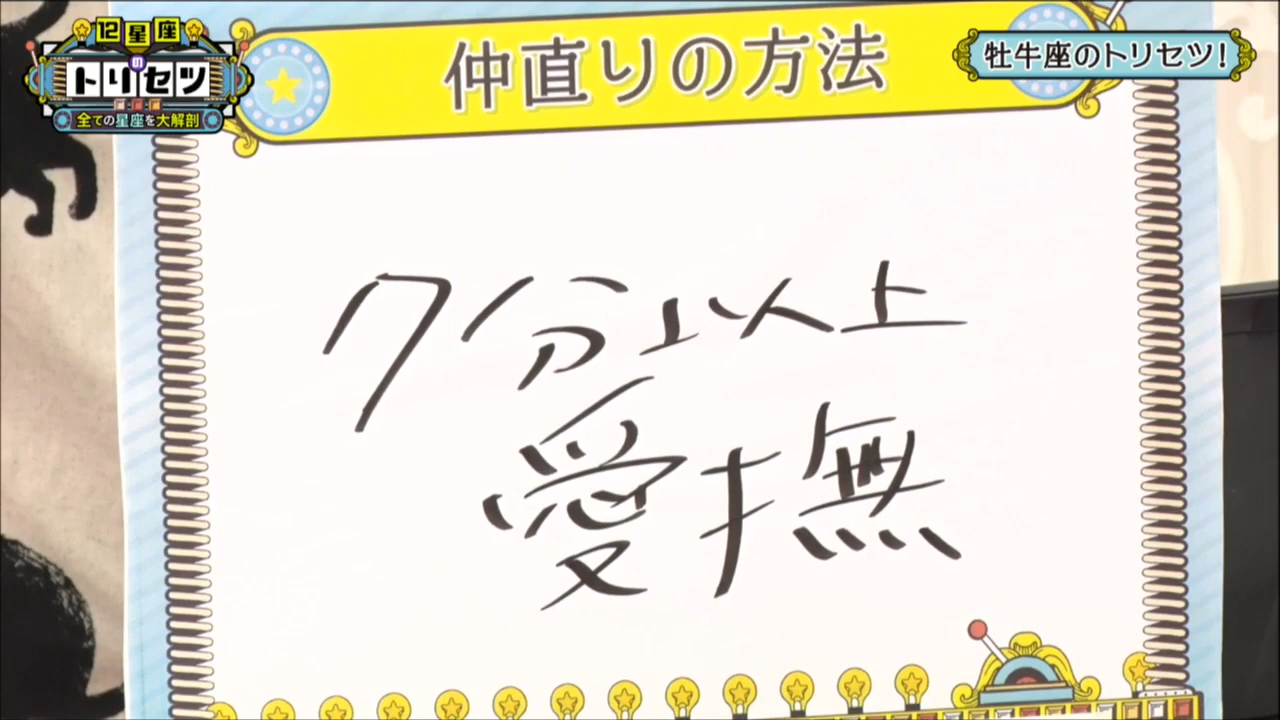 12星座
の
トリセツ
全ての星座を大解剖
仲直りの方法
牡牛座のトリセツ!
7分以上
愛撫